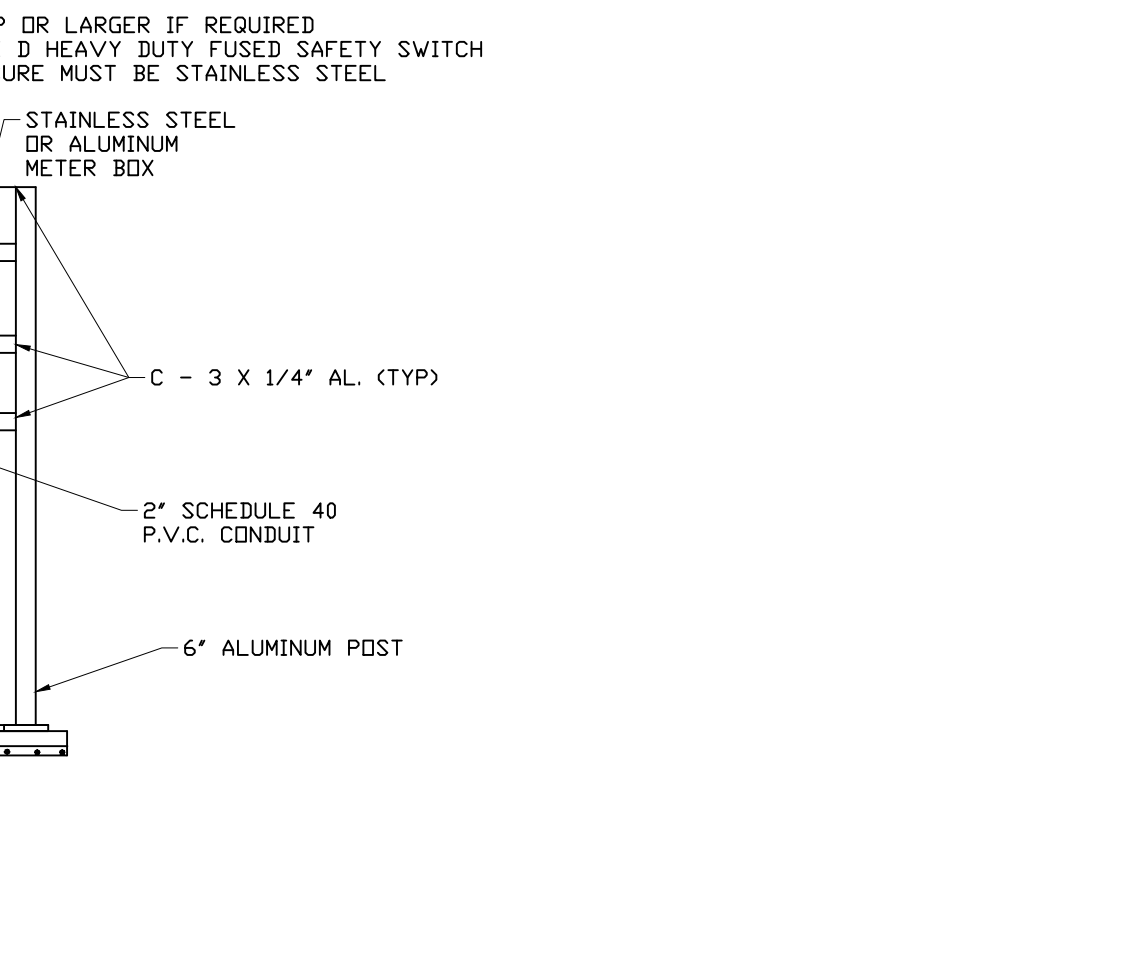 OR LARGER IF REQUIRED
D HEAVY DUTY FUSED SAFETY SWITCH
URE MUST BE STAINLESS STEEL
STAINLESS STEEL
OR ALUMINUM
METER BOX
C - 3 X 1/4" AL. (TYP)
2" SCHEDULE 40
P.V.C. CONDUIT
6" ALUMINUM POST